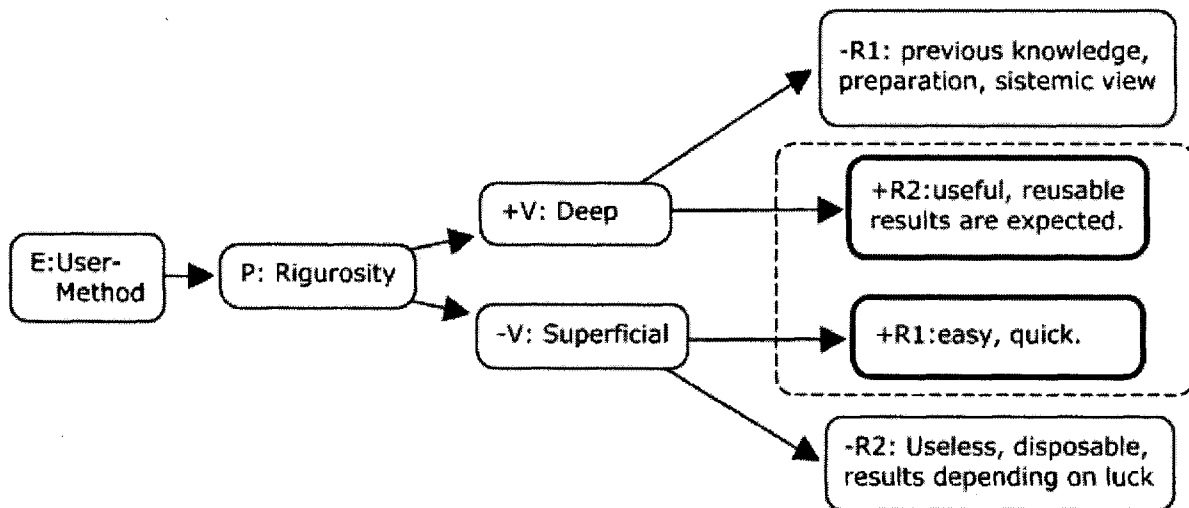 -R1: previous knowledge,
preparation, sistemic view
+R2:useful, reusable
results are expected.
+V: Deep
E:User-
Method
P: Rigurosity
-V: Superficial
+R1:easy, quick.
-R2: Useless, disposable,
results depending on luck